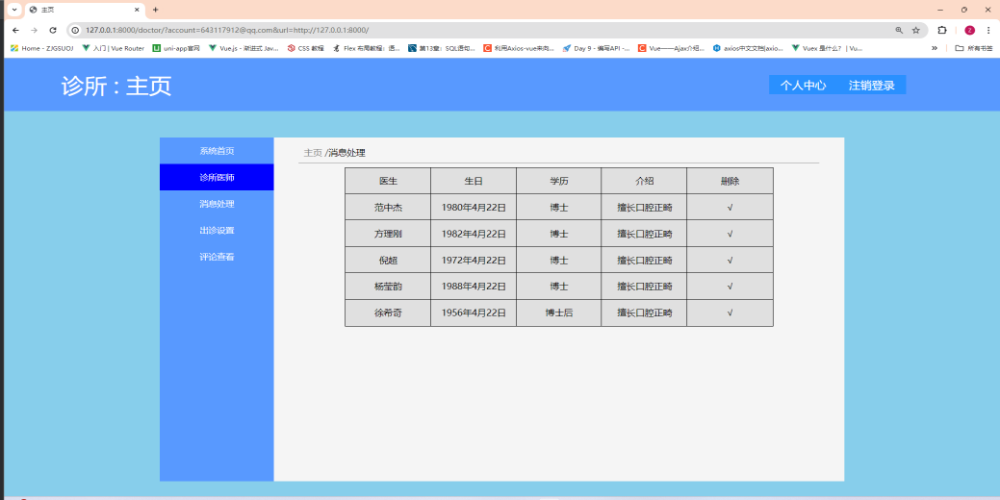 主页
127.0.0.1:8000/doctor/?account=643117912@qq.com&url=http://127.0.0.1:8000/
Z
Home - ZJGSUOJ 入门 | Vue Router uni-app官网 Vue.js - 渐进式 Jav... CSS 教程 Flex 布局教程：语... 第13章：SQL语句... 利用Axios-vue来向... Day 9 - 编写API -... Vue——Ajax介绍... axios中文文档|axio... Vuex 是什么？ | Vu... » 所有书签
诊所 : 主页
个人中心 注销登录
系统首页
诊所医师
消息处理
出诊设置
评论查看
主页 /消息处理
医生 生日 学历 介绍 删除
范中杰 1980年4月22日 博士 擅长口腔正畸 √
方理刚 1982年4月22日 博士 擅长口腔正畸 √
倪超 1972年4月22日 博士 擅长口腔正畸 √
杨莹韵 1988年4月22日 博士 擅长口腔正畸 √
徐希奇 1956年4月22日 博士后 擅长口腔正畸 √